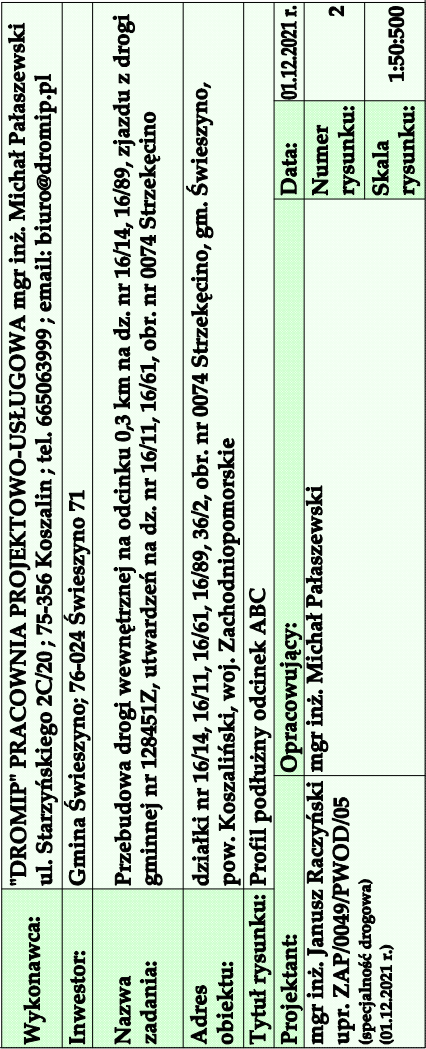 Wykonawca:
"DROMIP" PRACOWNIA PROJEKTOWO-USŁUGOWA mgr inż. Michał Pałaszewski
ul. Starzyńskiego 2C/20 ; 75-356 Koszalin ; tel. 665063999 ; email: biuro@dromip.pl
Inwestor:
Gmina Świeszyno; 76-024 Świeszyno 71
Nazwa
zadania:
Przebudowa drogi wewnętrznej na odcinku 0,3 km na dz. nr 16/14, 16/89, zjazdu z drogi
gminnej nr 128451Z, utwardzeń na dz. nr 16/11, 16/61, obr. nr 0074 Strzekęcino
Adres
obiektu:
działki nr 16/14, 16/11, 16/61, 16/89, 36/2, obr. nr 0074 Strzekęcino, gm. Świeszyno,
pow. Koszaliński, woj. Zachodniopomorskie
Tytuł rysunku:
Profil podłużny odcinek ABC
Projektant:
Opracowujący:
Data:
01.12.2021 r.
mgr inż. Janusz Raczyński
upr. ZAP/0049/PWOD/05
(specjalność drogowa)
(01.12.2021 r.)
mgr inż. Michał Pałaszewski
Numer
rysunku:
2
Skala
rysunku:
1:50:500